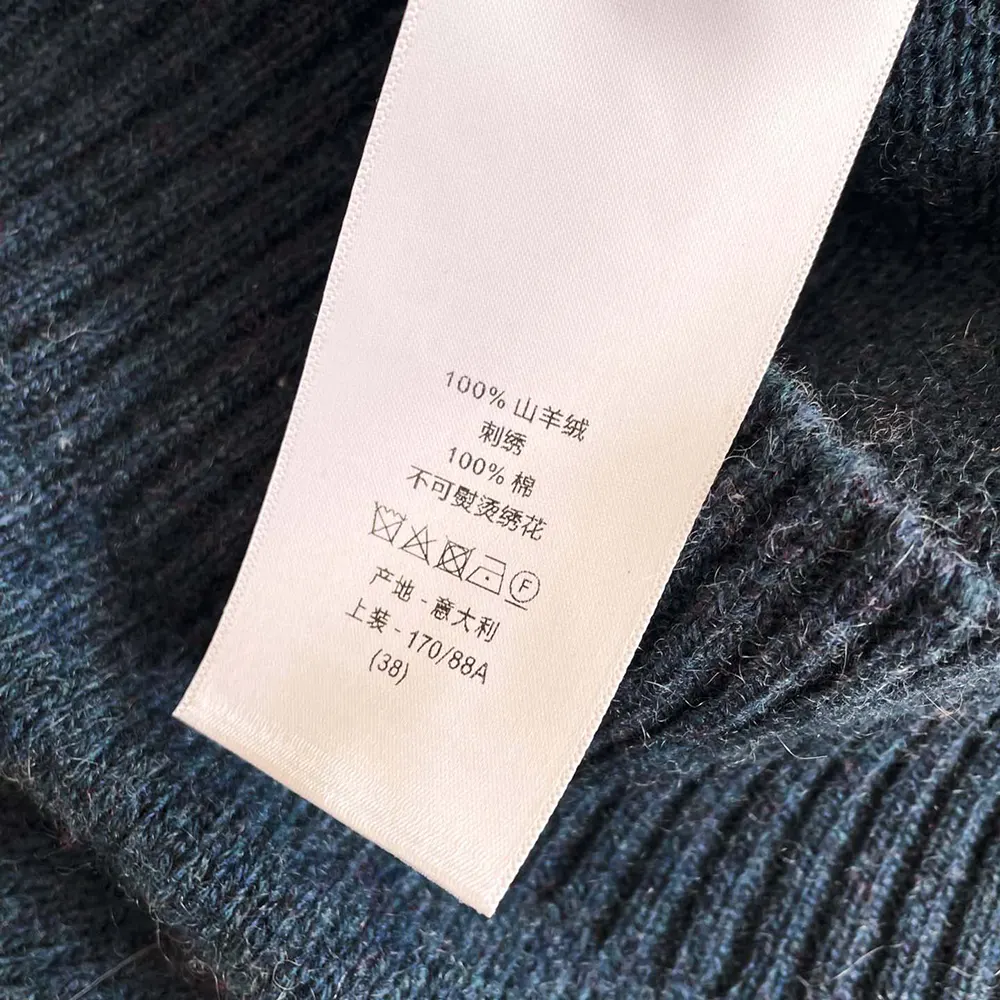 100% 山羊绒
刺绣
100% 棉
不可熨烫绣花
F
产地 - 意大利
上装 - 170/88A
(38)